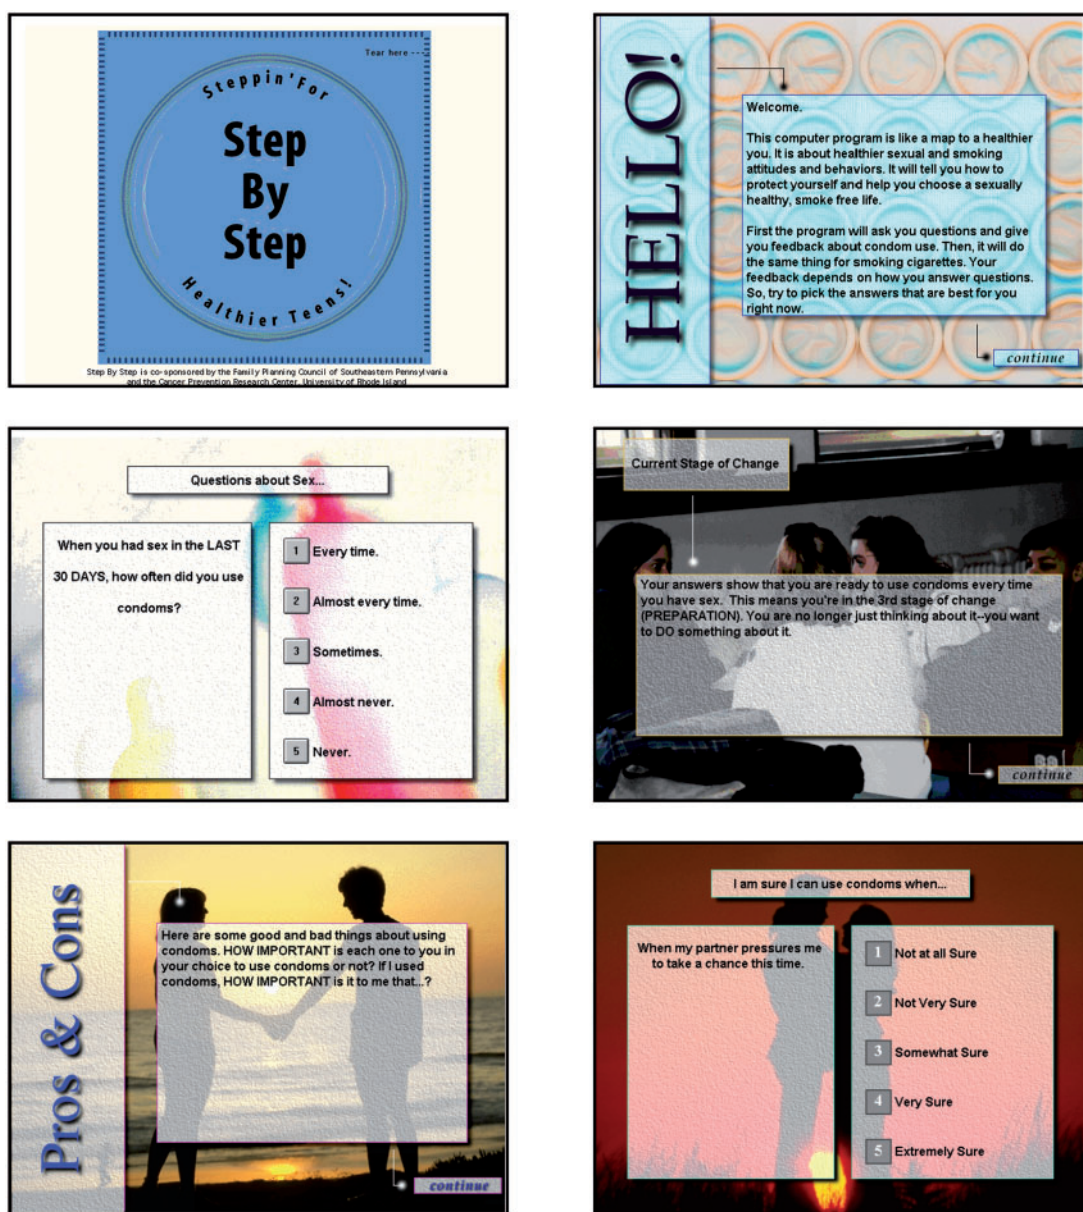 Tear here ----
Steppin' For
Step
By
Step
Healthier Teens!
Step By Step is co-sponsored by the Family Planning Council of Southeastern Pennsylvania
and the Cancer Prevention Research Center, University of Rhode Island
HELLO!
Welcome.
This computer program is like a map to a healthier
you. It is about healthier sexual and smoking
attitudes and behaviors. It will tell you how to
protect yourself and help you choose a sexually
healthy, smoke free life.
First the program will ask you questions and give
you feedback about condom use. Then, it will do
the same thing for smoking cigarettes. Your
feedback depends on how you answer questions.
So, try to pick the answers that are best for you
right now.
continue
Questions about Sex...
When you had sex in the LAST
30 DAYS, how often did you use
condoms?
1 Every time.
2 Almost every time.
3 Sometimes.
4 Almost never.
5 Never.
Current Stage of Change
Your answers show that you are ready to use condoms every time
you have sex. This means you're in the 3rd stage of change
(PREPARATION). You are no longer just thinking about it--you want
to DO something about it.
continue
Pros & Cons
Here are some good and bad things about using
condoms. HOW IMPORTANT is each one to you in
your choice to use condoms or not? If I used
condoms, HOW IMPORTANT is it to me that...?
continue
I am sure I can use condoms when...
When my partner pressures me
to take a chance this time.
1 Not at all Sure
2 Not Very Sure
3 Somewhat Sure
4 Very Sure
5 Extremely Sure